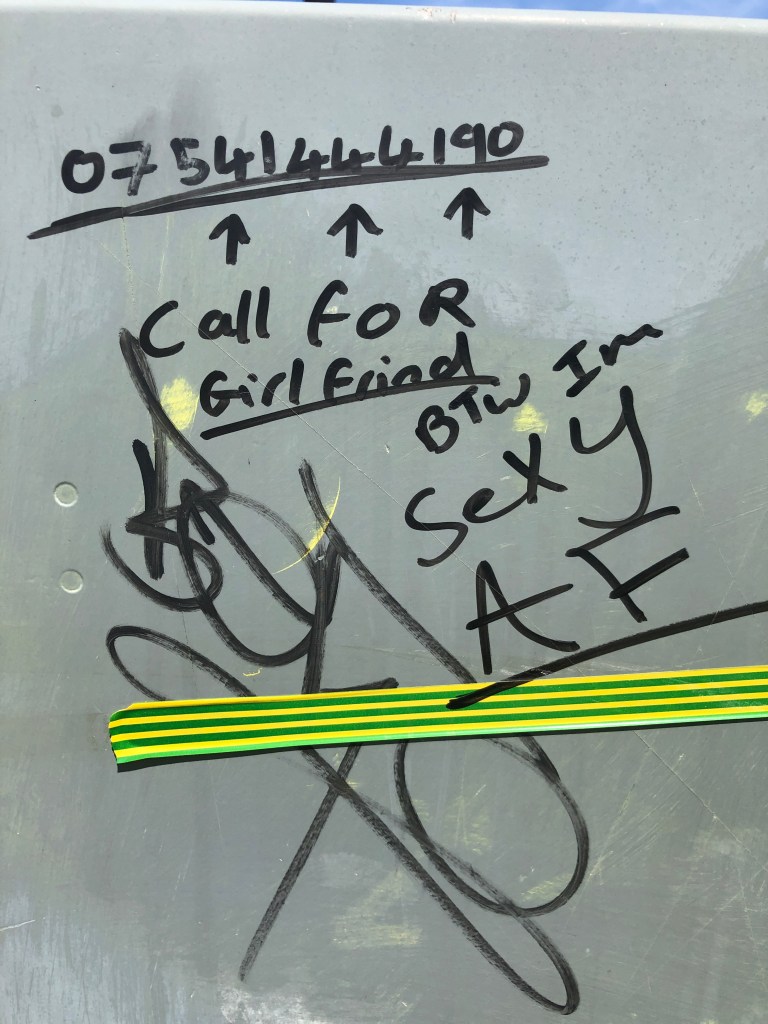 07541444190
↑ ↑ ↑
Call FoR
Girl Friend
BTW Im
Sexy
AF